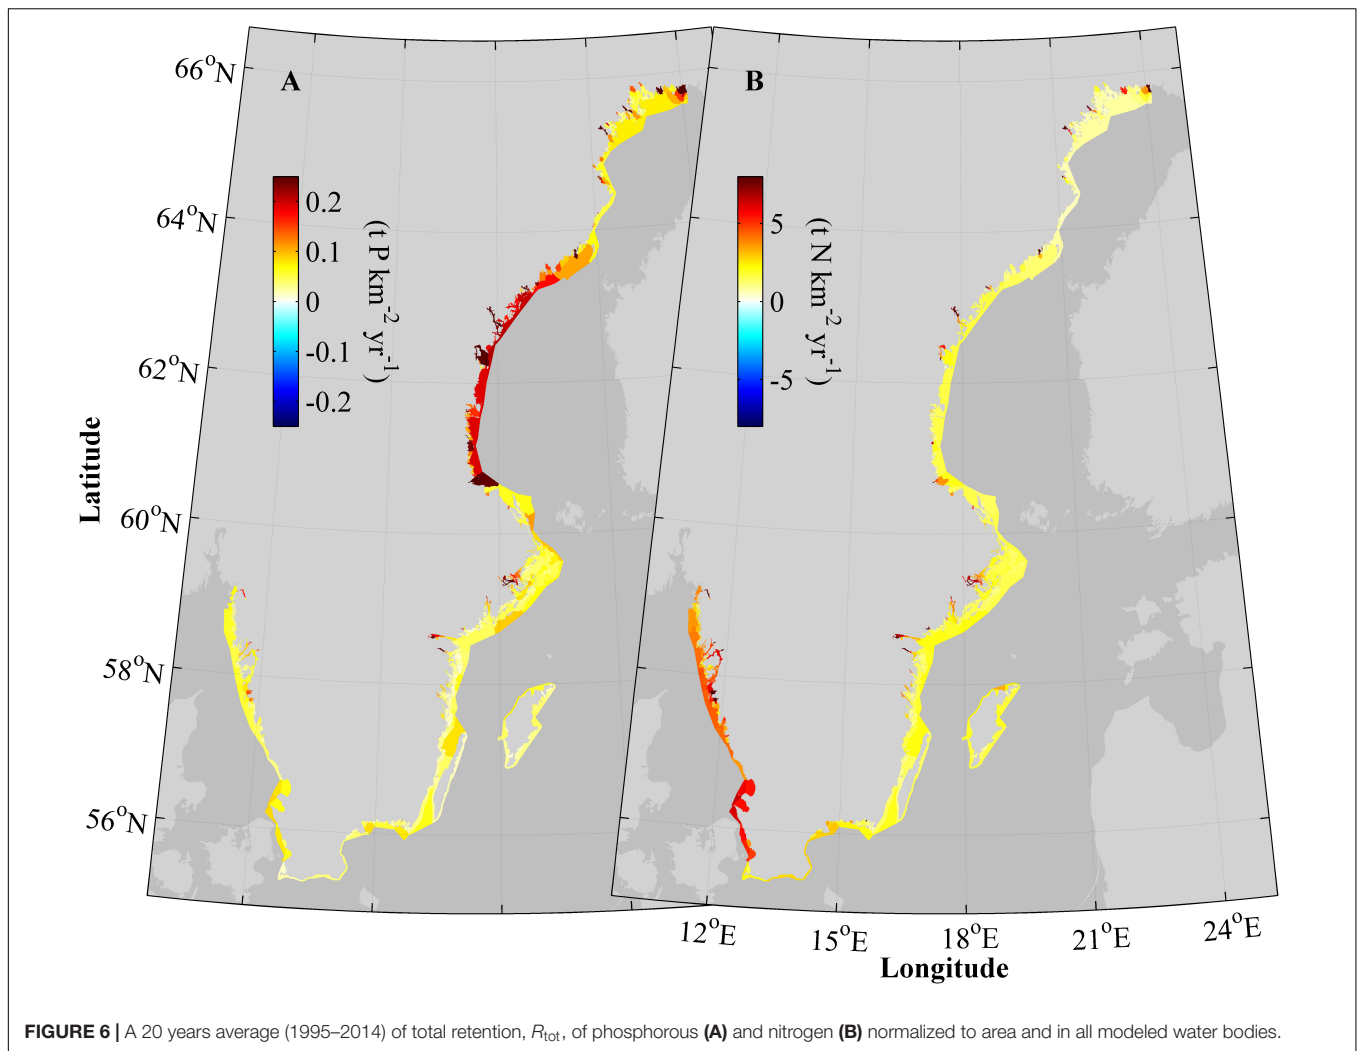 A
B
66°N
64°N
62°N
60°N
58°N
56°N
Latitude
0.2
0.1
0
-0.1
-0.2
(t P km⁻² yr⁻¹)
5
0
-5
(t N km⁻² yr⁻¹)
12°E 15°E 18°E 21°E 24°E
Longitude
FIGURE 6 | A 20 years average (1995–2014) of total retention, Rtot, of phosphorous (A) and nitrogen (B) normalized to area and in all modeled water bodies.